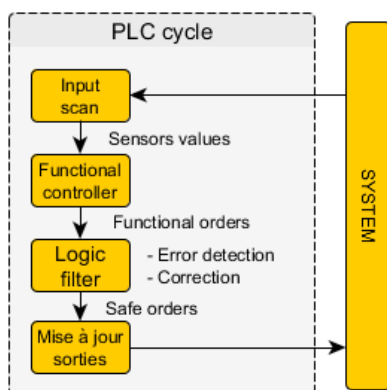 PLC cycle
Input
scan
Sensors values
Functional
controller
Functional orders
Logic
filter
- Error detection
- Correction
Safe orders
Mise à jour
sorties
SYSTEM